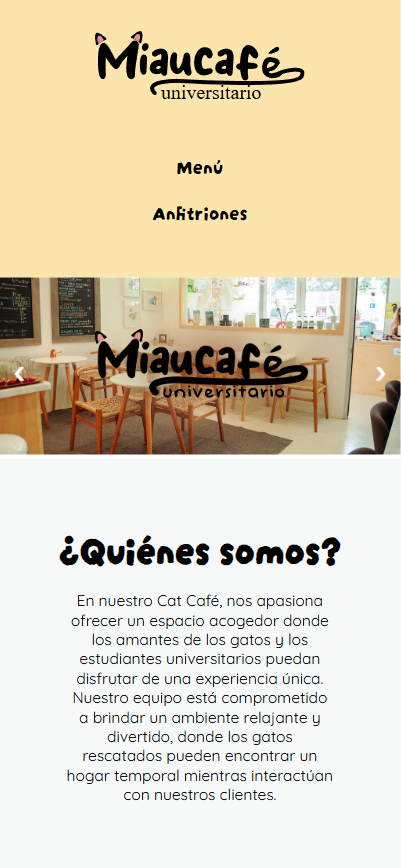 Miaucafé
universitario
Menú
Anfitriones
Miaucafé
universitario
¿Quiénes somos?
En nuestro Cat Café, nos apasiona
ofrecer un espacio acogedor donde
los amantes de los gatos y los
estudiantes universitarios puedan
disfrutar de una experiencia única.
Nuestro equipo está comprometido
a brindar un ambiente relajante y
divertido, donde los gatos
rescatados pueden encontrar un
hogar temporal mientras interactúan
con nuestros clientes.